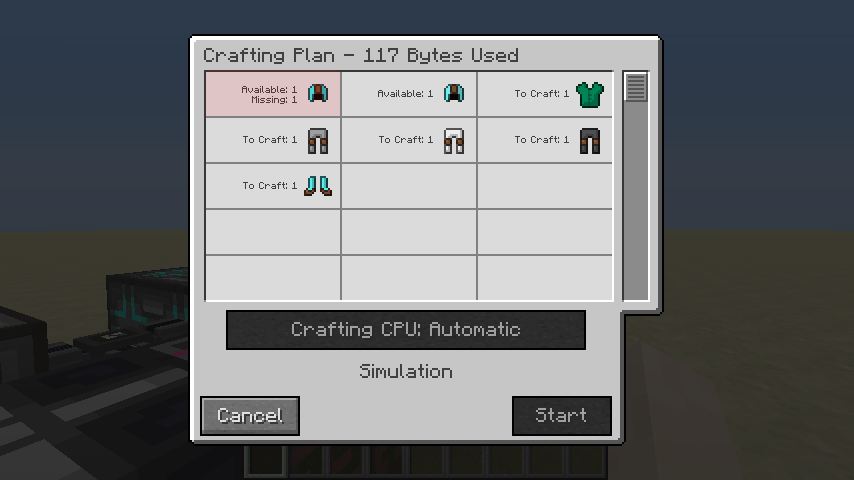 Crafting Plan - 117 Bytes Used
Available: 1
Missing: 1
Available: 1
To Craft: 1
To Craft: 1
To Craft: 1
To Craft: 1
To Craft: 1
Crafting CPU: Automatic
Simulation
Cancel
Start